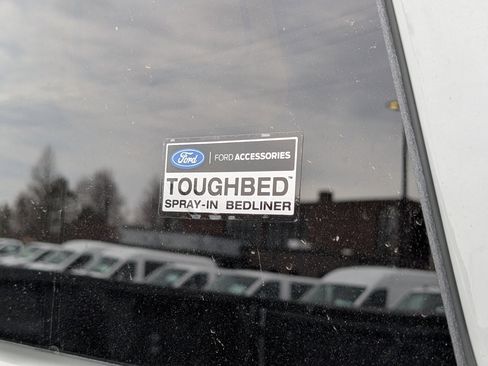 Ford | FORD ACCESSORIES
TOUGHBED™
SPRAY-IN BEDLINER